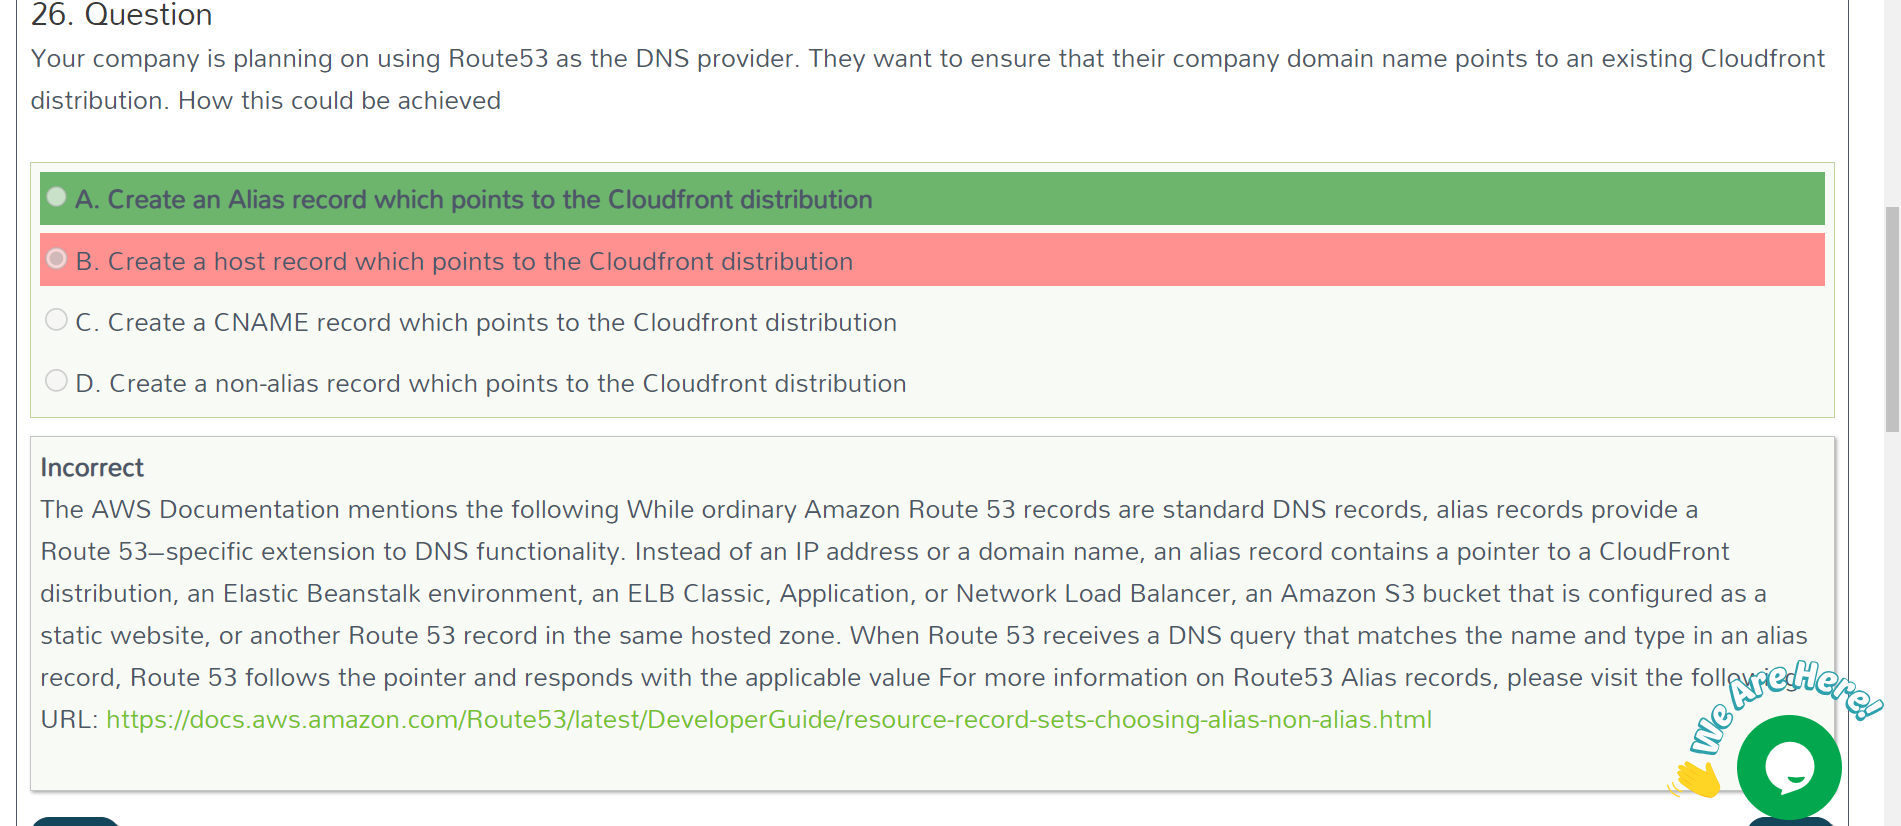 26. Question
Your company is planning on using Route53 as the DNS provider. They want to ensure that their company domain name points to an existing Cloudfront
distribution. How this could be achieved
A. Create an Alias record which points to the Cloudfront distribution
B. Create a host record which points to the Cloudfront distribution
C. Create a CNAME record which points to the Cloudfront distribution
D. Create a non-alias record which points to the Cloudfront distribution
Incorrect
The AWS Documentation mentions the following While ordinary Amazon Route 53 records are standard DNS records, alias records provide a
Route 53–specific extension to DNS functionality. Instead of an IP address or a domain name, an alias record contains a pointer to a CloudFront
distribution, an Elastic Beanstalk environment, an ELB Classic, Application, or Network Load Balancer, an Amazon S3 bucket that is configured as a
static website, or another Route 53 record in the same hosted zone. When Route 53 receives a DNS query that matches the name and type in an alias
record, Route 53 follows the pointer and responds with the applicable value For more information on Route53 Alias records, please visit the following
URL: https://docs.aws.amazon.com/Route53/latest/DeveloperGuide/resource-record-sets-choosing-alias-non-alias.html
We Are Here!